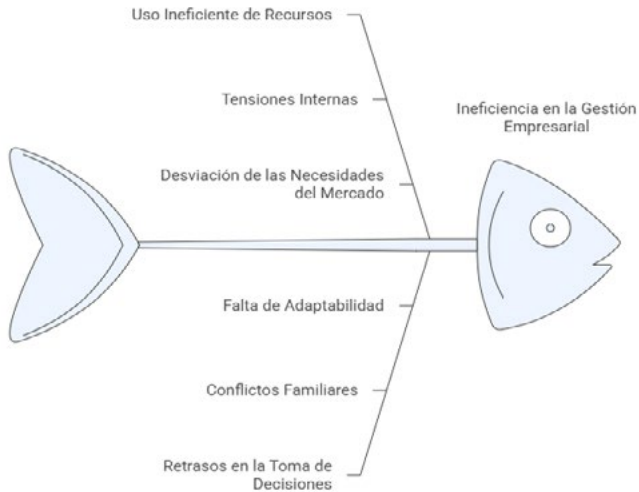 Uso Ineficiente de Recursos
Tensiones Internas
Ineficiencia en la Gestión
Empresarial
Desviación de las Necesidades
del Mercado
Falta de Adaptabilidad
Conflictos Familiares
Retrasos en la Toma de
Decisiones